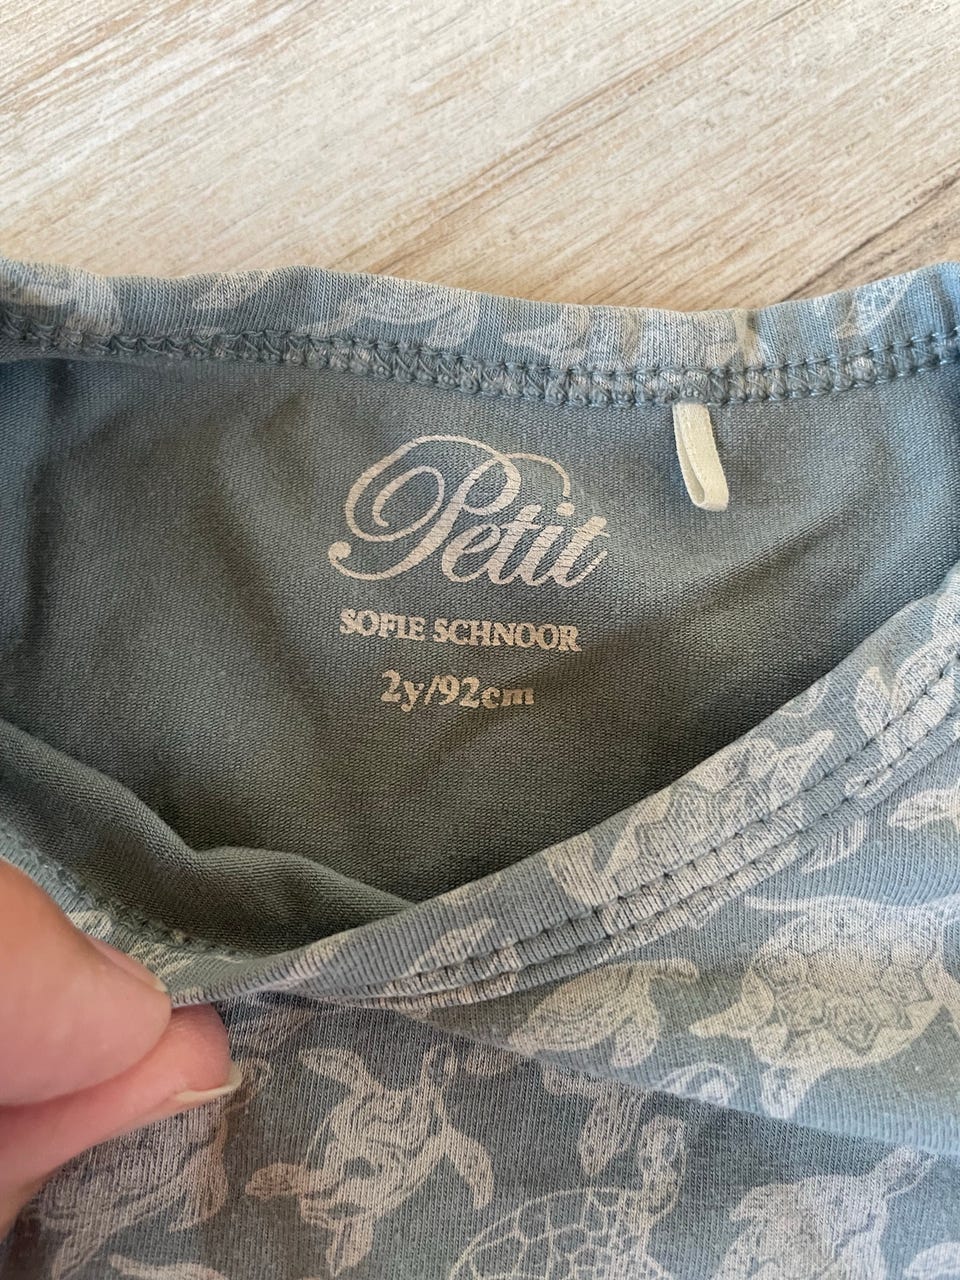 Petit
SOFIE SCHNOOR
2y/92cm